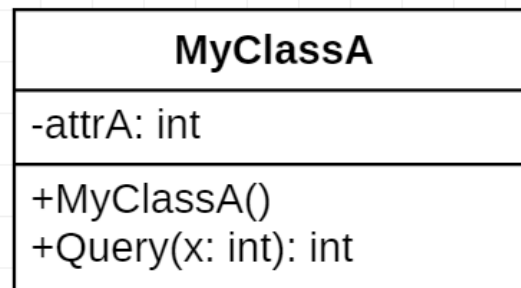 MyClassA
-attrA: int
+MyClassA()
+Query(x: int): int